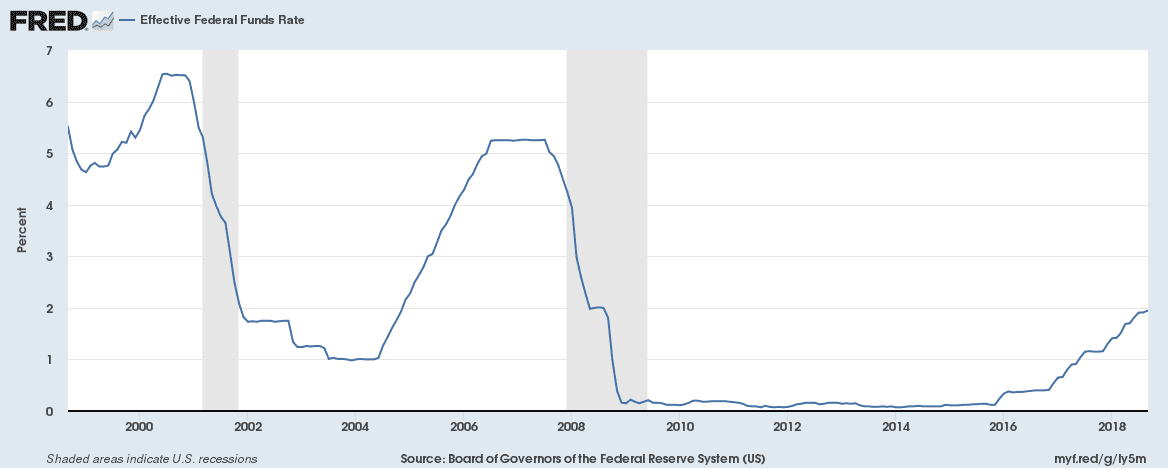 FRED Effective Federal Funds Rate
7
6
5
4
3
2
1
0
Percent
2000 2002 2004 2006 2008 2010 2012 2014 2016 2018
Shaded areas indicate U.S. recessions Source: Board of Governors of the Federal Reserve System (US) myf.red/g/ly5m